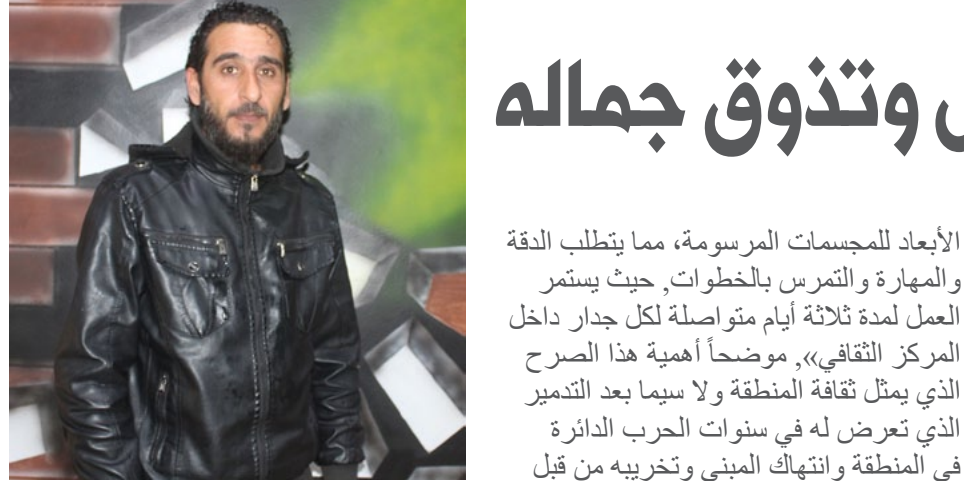 وتذوق جماله
الأبعاد للمجسمات المرسومة، مما يتطلب الدقة
والمهارة والتمرس بالخطوات, حيث يستمر
العمل لمدة ثلاثة أيام متواصلة لكل جدار داخل
المركز الثقافي», موضحاً أهمية هذا الصرح
الذي يمثل ثقافة المنطقة ولا سيما بعد التدمير
الذي تعرض له في سنوات الحرب الدائرة
في المنطقة وانتهاك المبنى وتخريبه من قبل